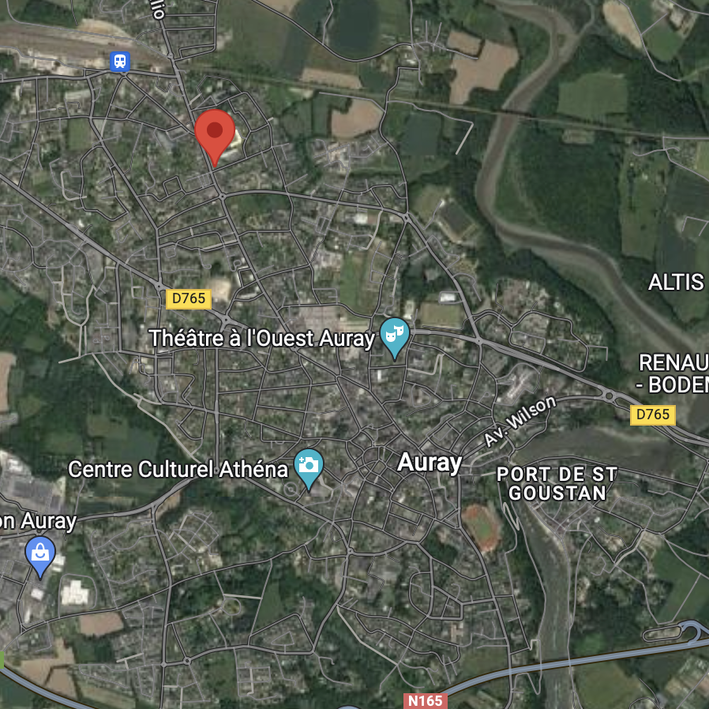 lio
D765
Théâtre à l'Ouest Auray
ALTIS
RENAU
- BODEN
D765
Av. Wilson
Centre Culturel Athéna
Auray
PORT DE ST
GOUSTAN
on Auray
N165